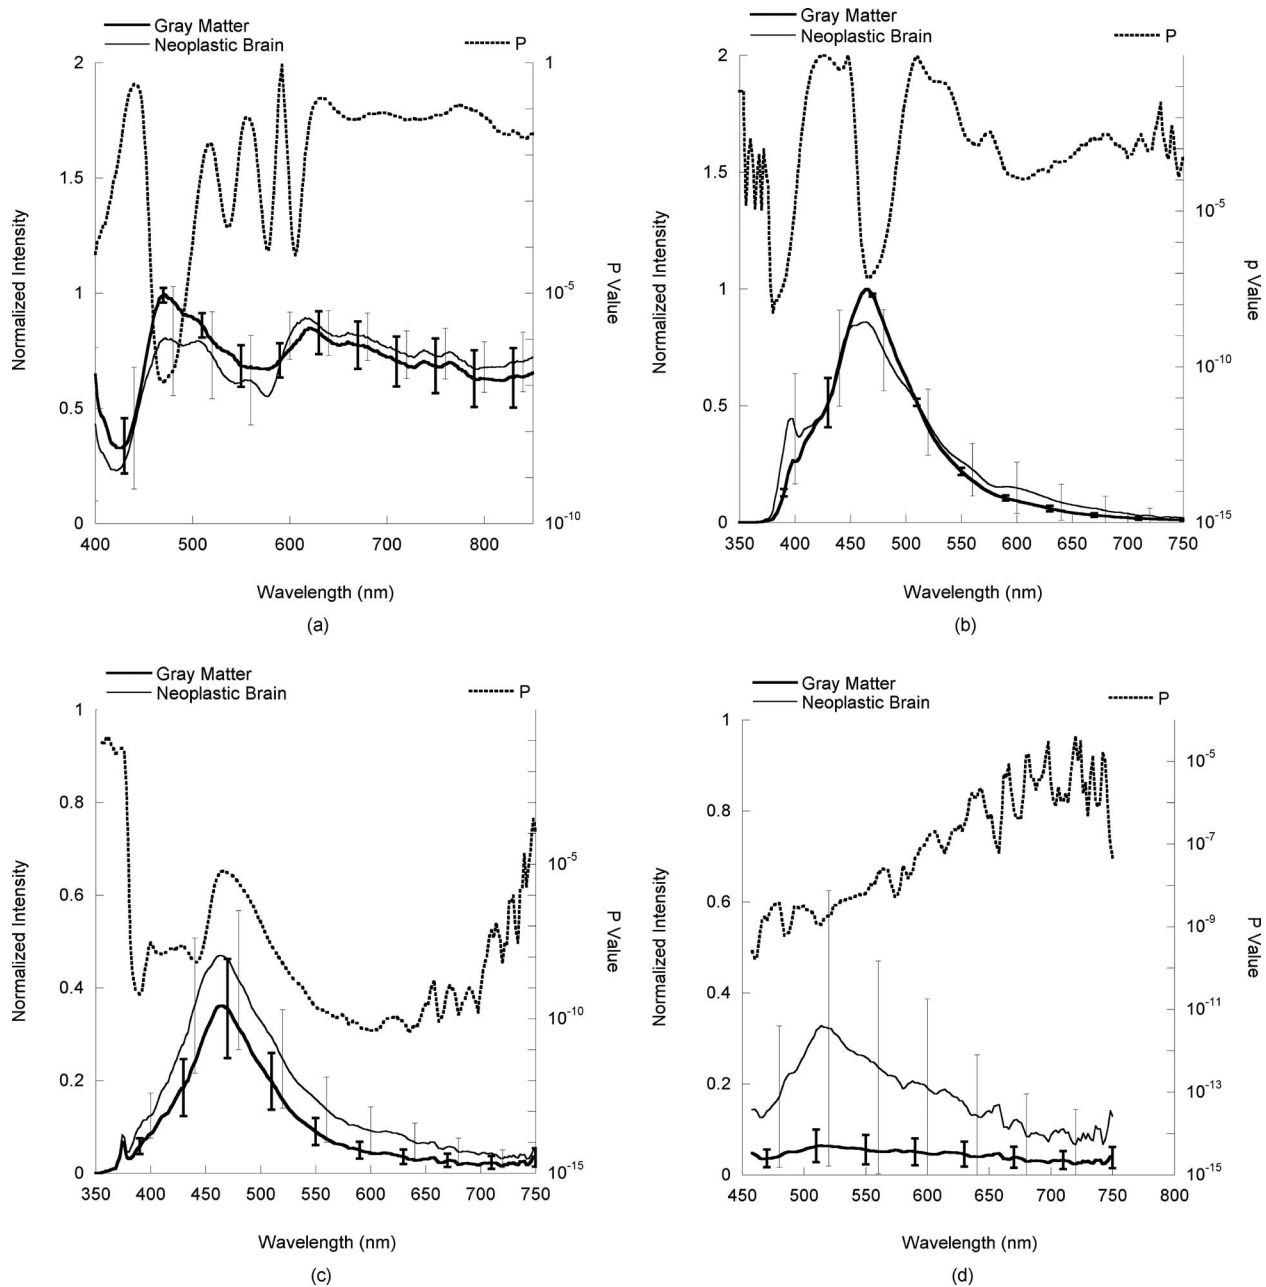 Gray Matter
Neoplastic Brain
P
2
1.5
1
0.5
0
1
10-5
10-10
Normalized Intensity
P Value
400 500 600 700 800
Wavelength (nm)
(a)
Gray Matter
Neoplastic Brain
P
2
1.5
1
0.5
0
10-5
10-10
10-15
Normalized Intensity
p Value
350 400 450 500 550 600 650 700 750
Wavelength (nm)
(b)
Gray Matter
Neoplastic Brain
P
1
0.8
0.6
0.4
0.2
0
10-5
10-10
10-15
Normalized Intensity
P Value
350 400 450 500 550 600 650 700 750
Wavelength (nm)
(c)
Gray Matter
Neoplastic Brain
P
1
0.8
0.6
0.4
0.2
0
10-5
10-7
10-9
10-11
10-13
10-15
Normalized Intensity
P Value
450 500 550 600 650 700 750 800
Wavelength (nm)
(d)